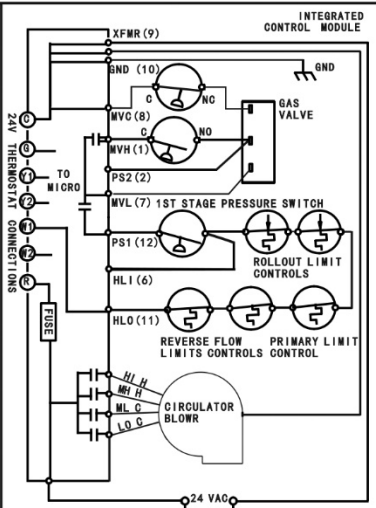 INTEGRATED
CONTROL MODULE
XFMR (9)
GND (10)
GND
C
NC
MVC (8)
GAS
VALVE
C
NO
MVH (1)
PS2 (2)
TO
MICRO
MVL (7)
1ST STAGE PRESSURE SWITCH
PS1 (12)
ROLLOUT LIMIT
CONTROLS
HLI (6)
HLO (11)
REVERSE FLOW
LIMITS CONTROLS
PRIMARY LIMIT
CONTROL
24V THERMOSTAT CONNECTIONS
C
G
Y1
Y2
W1
W2
R
FUSE
HI H
MH H
ML C
LO C
CIRCULATOR
BLOWR
24 VAC